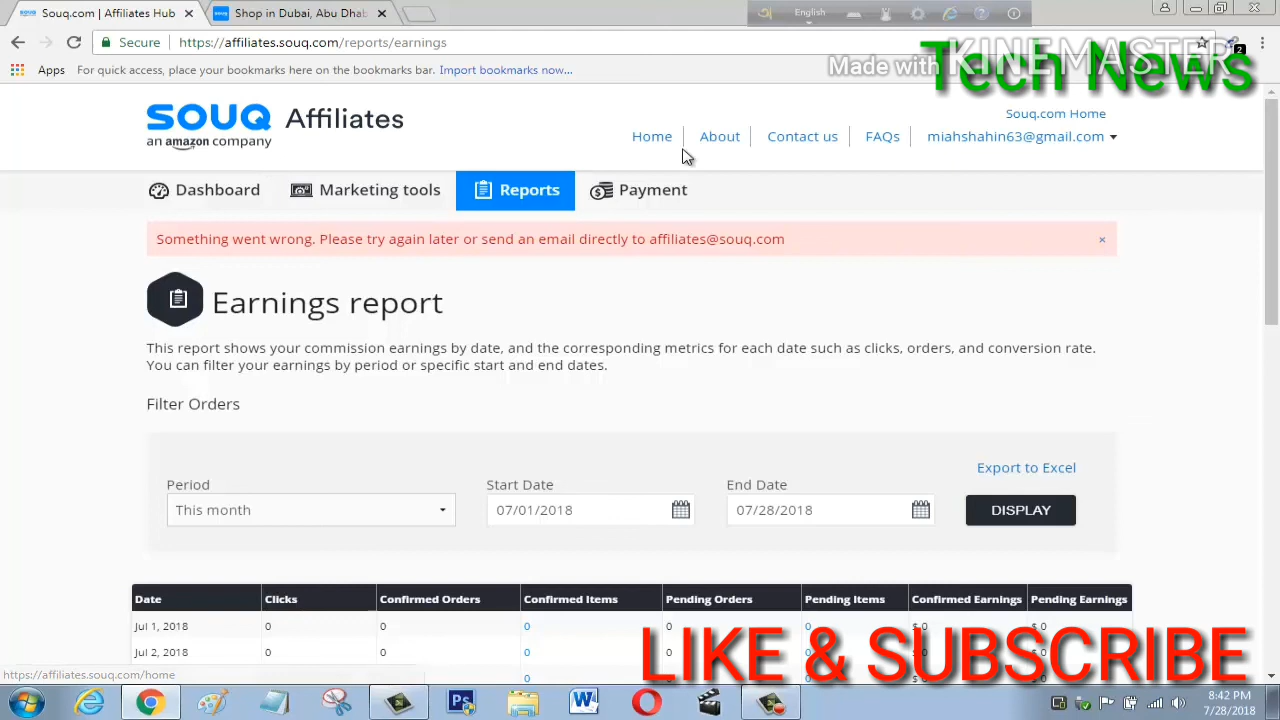 Souq.com | Affiliates Hub
Shop in Dubai, Abu Dhab
English
Secure
https://affiliates.souq.com/reports/earnings
2
Apps
For quick access, place your bookmarks here on the bookmarks bar. Import bookmarks now...
Made with KINEMASTER
Tech News
SOUQ Affiliates
an amazon company
Souq.com Home
Home
About
Contact us
FAQs
miahshahin63@gmail.com
Dashboard
Marketing tools
Reports
Payment
Something went wrong. Please try again later or send an email directly to affiliates@souq.com
×
Earnings report
This report shows your commission earnings by date, and the corresponding metrics for each date such as clicks, orders, and conversion rate.
You can filter your earnings by period or specific start and end dates.
Filter Orders
Export to Excel
Period
Start Date
End Date
This month
07/01/2018
07/28/2018
DISPLAY
Date Clicks Confirmed Orders Confirmed Items Pending Orders Pending Items Confirmed Earnings Pending Earnings
Jul 1, 2018 0 0 0 0 0 $ 0 $ 0
Jul 2, 2018 0 0 0
0
LIKE & SUBSCRIBE
https://affiliates.souq.com/home
Ps
W
8:42 PM
7/28/2018